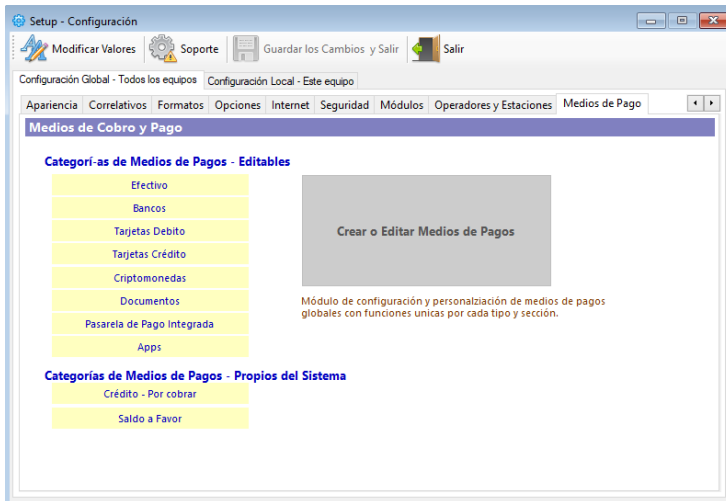 Setup - Configuración
Modificar Valores Soporte Guardar los Cambios y Salir Salir
Configuración Global - Todos los equipos Configuración Local - Este equipo
Apariencia Correlativos Formatos Opciones Internet Seguridad Módulos Operadores y Estaciones Medios de Pago
Medios de Cobro y Pago
Categorí-as de Medios de Pagos - Editables
Efectivo
Bancos
Tarjetas Debito
Tarjetas Crédito
Criptomonedas
Documentos
Pasarela de Pago Integrada
Apps
Crear o Editar Medios de Pagos
Módulo de configuración y personalziación de medios de pagos
globales con funciones unicas por cada tipo y sección.
Categorías de Medios de Pagos - Propios del Sistema
Crédito - Por cobrar
Saldo a Favor